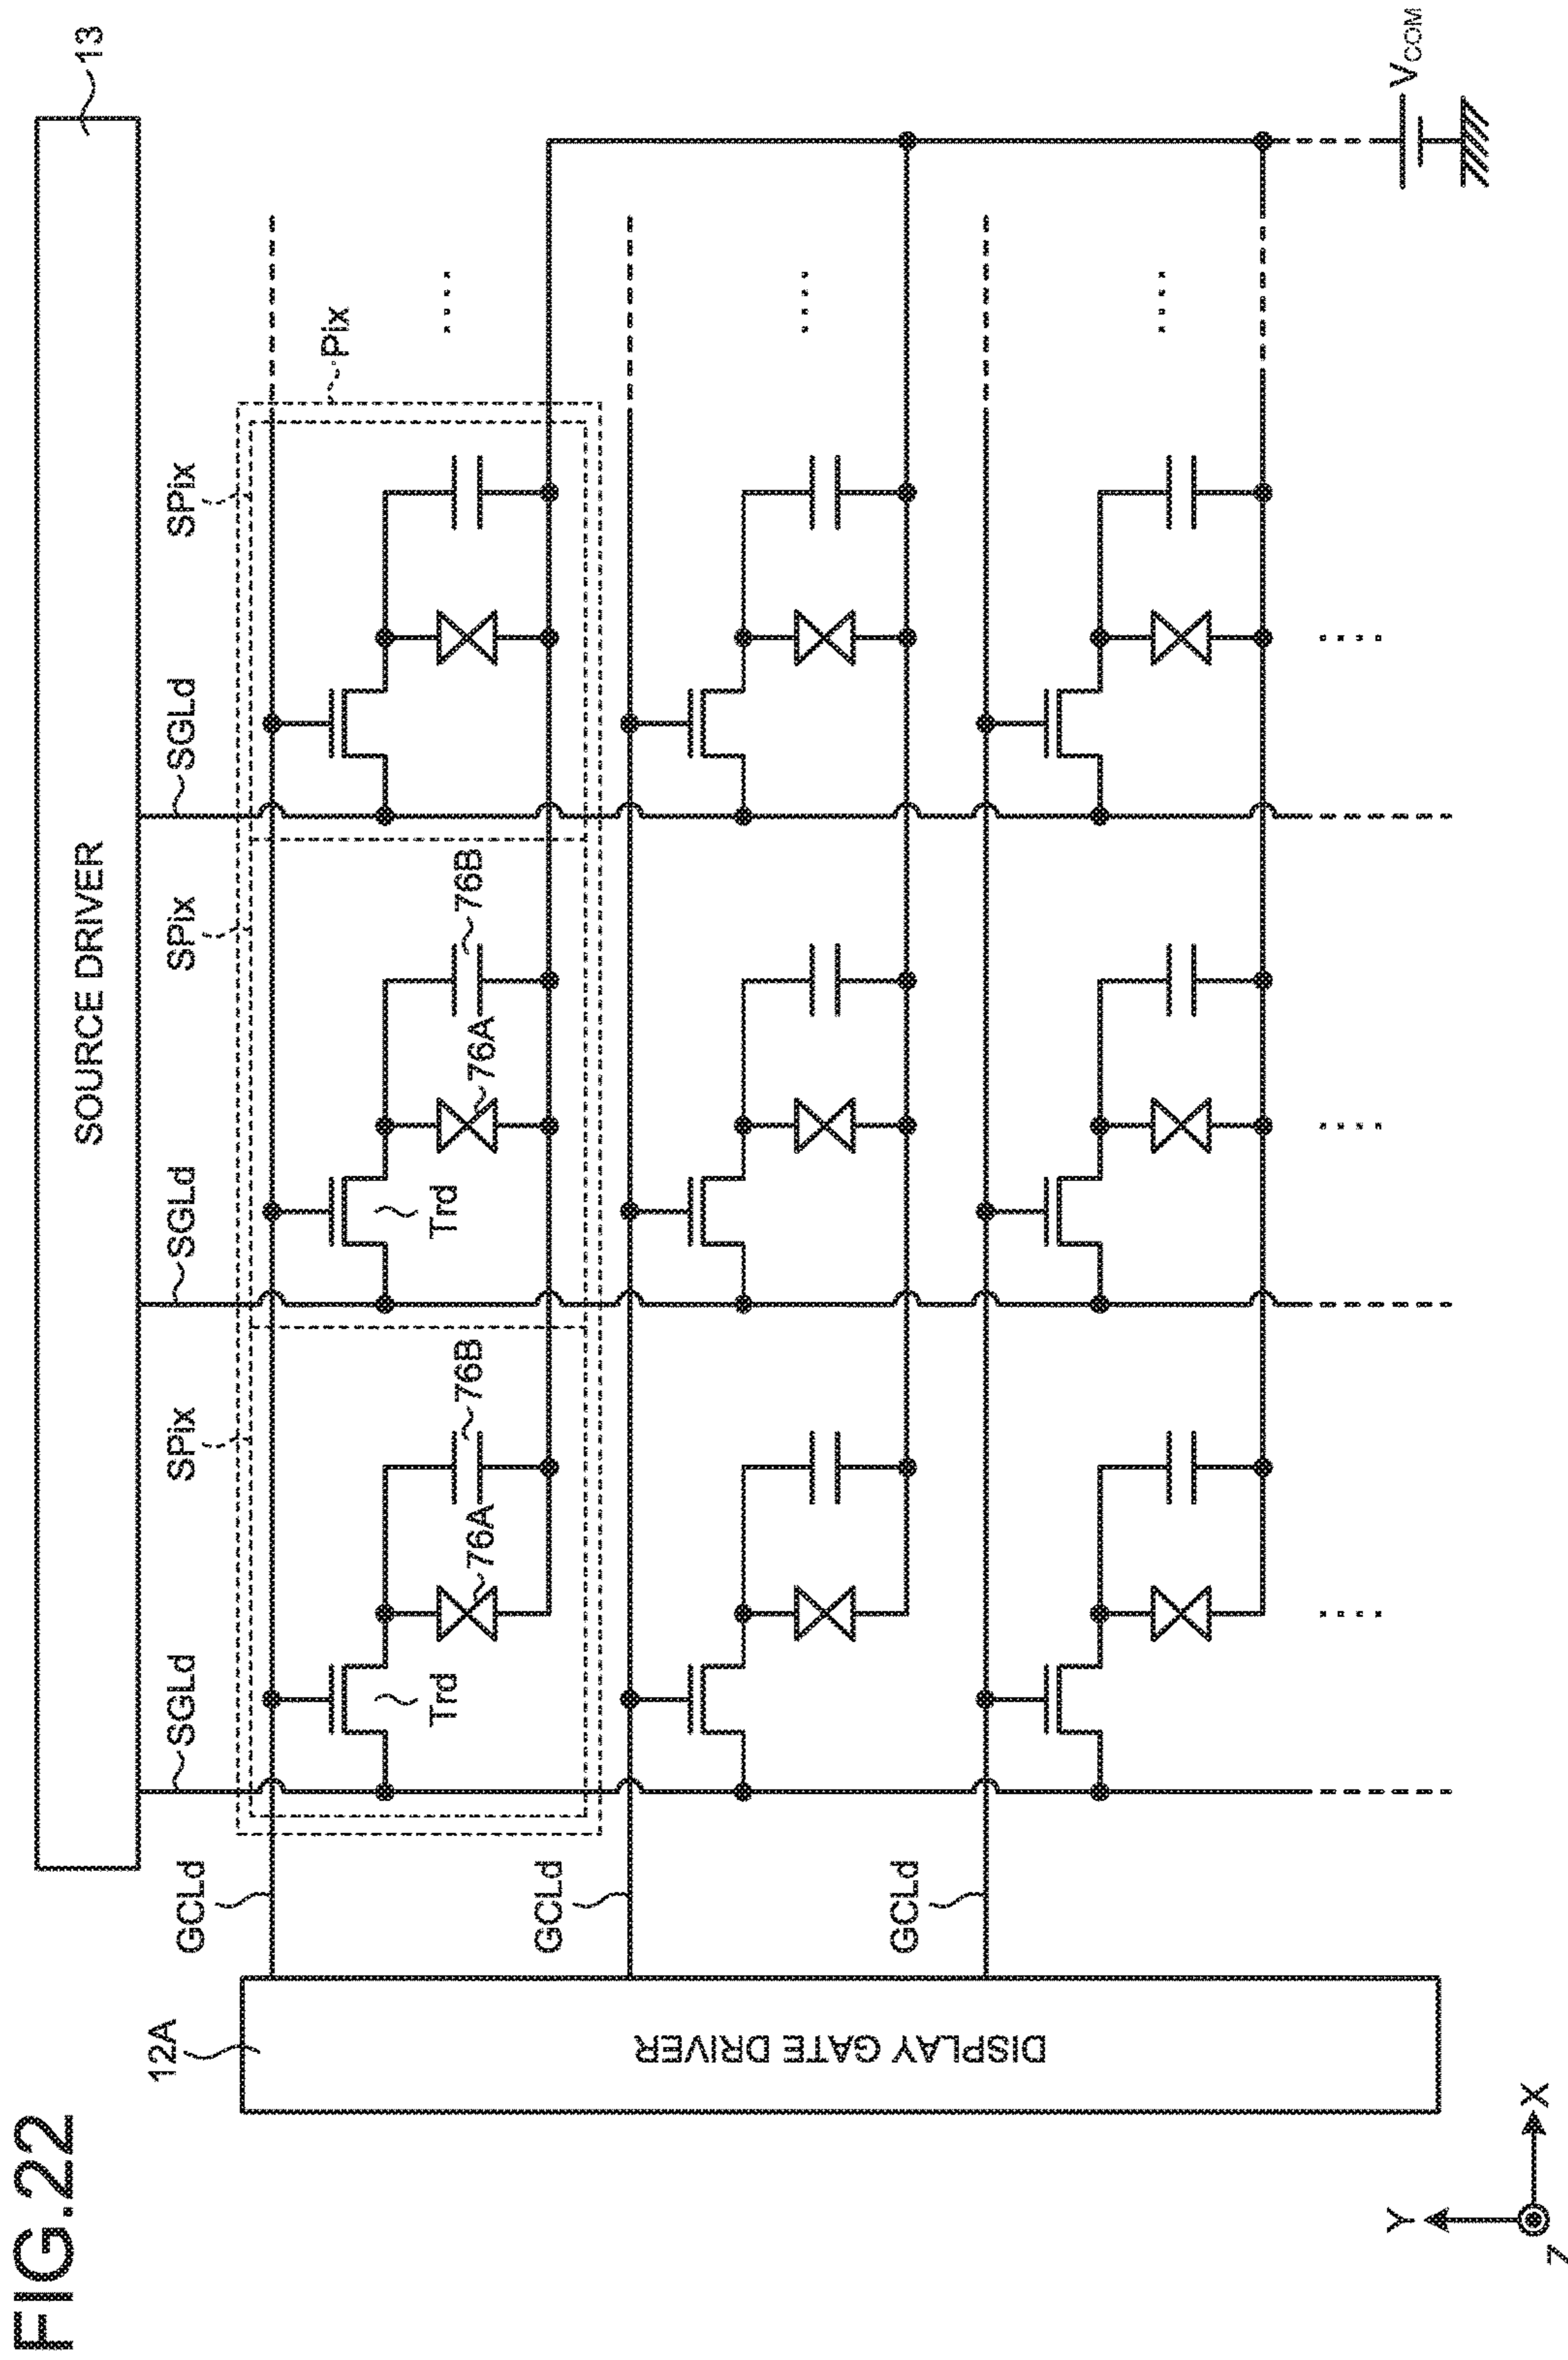 FIG.22
13
SOURCE DRIVER
12A
DISPLAY GATE DRIVER
GCLd
SGLd
SPix
SGLd
SPix
SGLd
SPix
Pix
Trd
76A
76B
Trd
76A
76B
GCLd
GCLd
VCOM
Y
X
Z